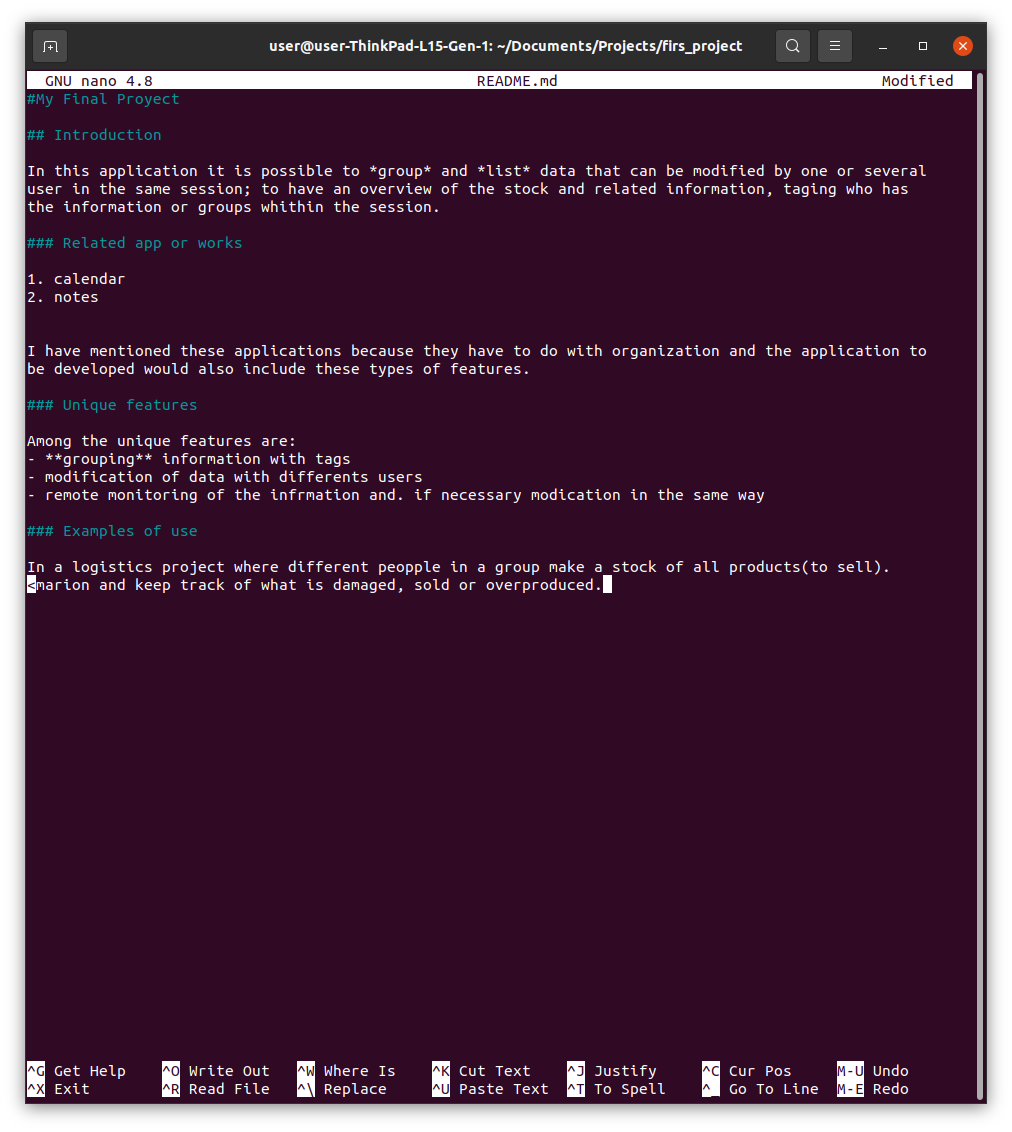 user@user-ThinkPad-L15-Gen-1: ~/Documents/Projects/firs_project
GNU nano 4.8 README.md Modified
#My Final Proyect
## Introduction
In this application it is possible to *group* and *list* data that can be modified by one or several
user in the same session; to have an overview of the stock and related information, taging who has
the information or groups whithin the session.
### Related app or works
1. calendar
2. notes
I have mentioned these applications because they have to do with organization and the application to
be developed would also include these types of features.
### Unique features
Among the unique features are:
- **grouping** information with tags
- modification of data with differents users
- remote monitoring of the infrmation and. if necessary modication in the same way
### Examples of use
In a logistics project where different peopple in a group make a stock of all products(to sell).
<marion and keep track of what is damaged, sold or overproduced.
^G Get Help ^O Write Out ^W Where Is ^K Cut Text ^J Justify ^C Cur Pos M-U Undo
^X Exit ^R Read File ^\ Replace ^U Paste Text ^T To Spell ^_ Go To Line M-E Redo